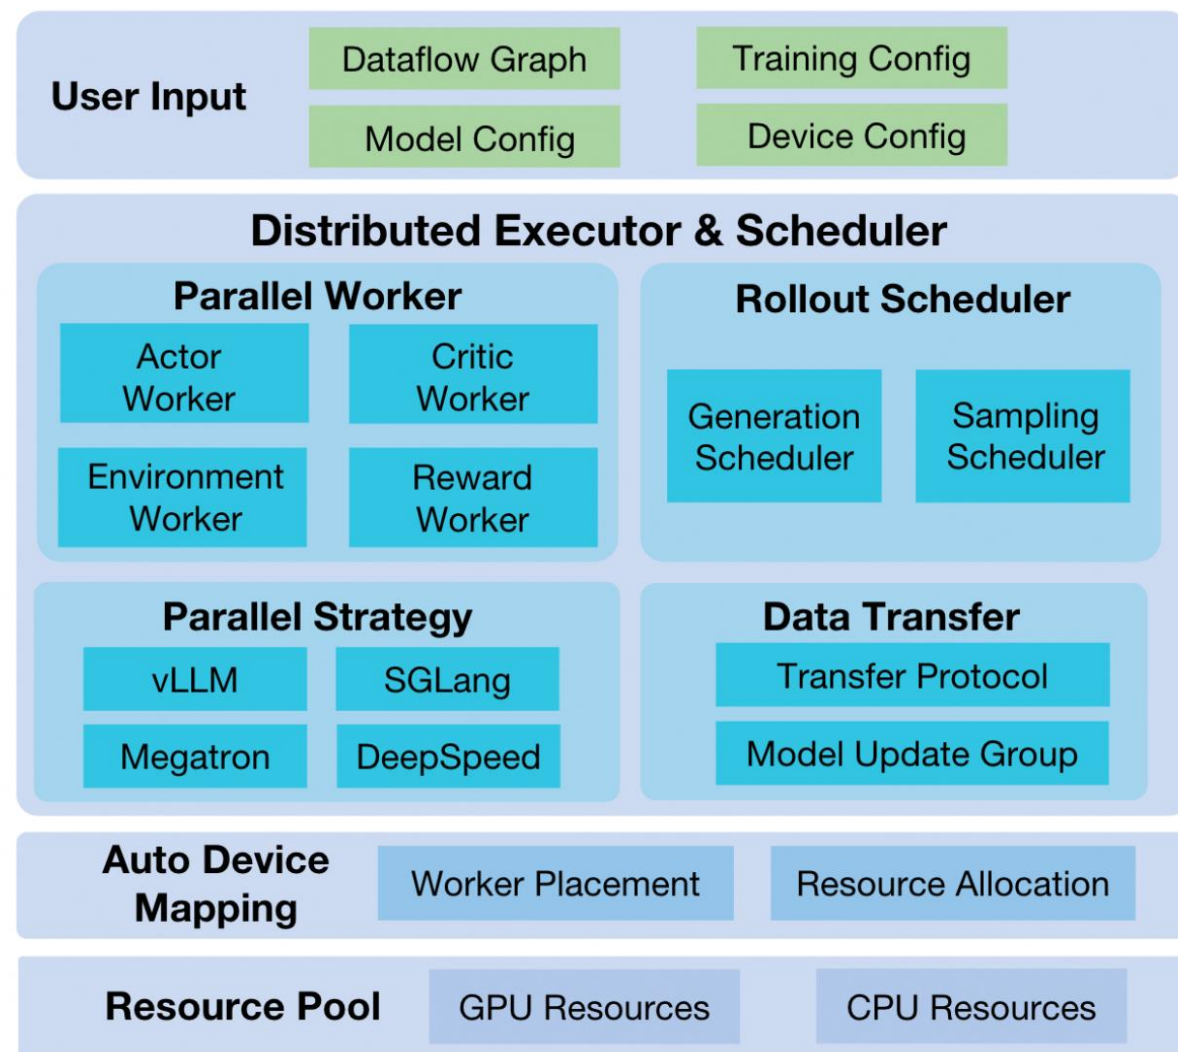 User Input
Dataflow Graph
Training Config
Model Config
Device Config
Distributed Executor & Scheduler
Parallel Worker
Actor
Worker
Critic
Worker
Environment
Worker
Reward
Worker
Rollout Scheduler
Generation
Scheduler
Sampling
Scheduler
Parallel Strategy
vLLM
SGLang
Megatron
DeepSpeed
Data Transfer
Transfer Protocol
Model Update Group
Auto Device
Mapping
Worker Placement
Resource Allocation
Resource Pool
GPU Resources
CPU Resources